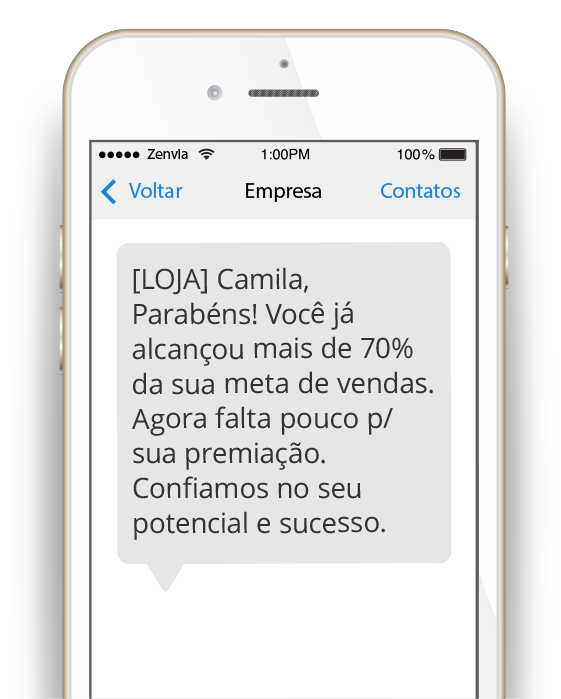 Zenvia 1:00PM 100%
Voltar Empresa Contatos
[LOJA] Camila,
Parabéns! Você já
alcançou mais de 70%
da sua meta de vendas.
Agora falta pouco p/
sua premiação.
Confiamos no seu
potencial e sucesso.